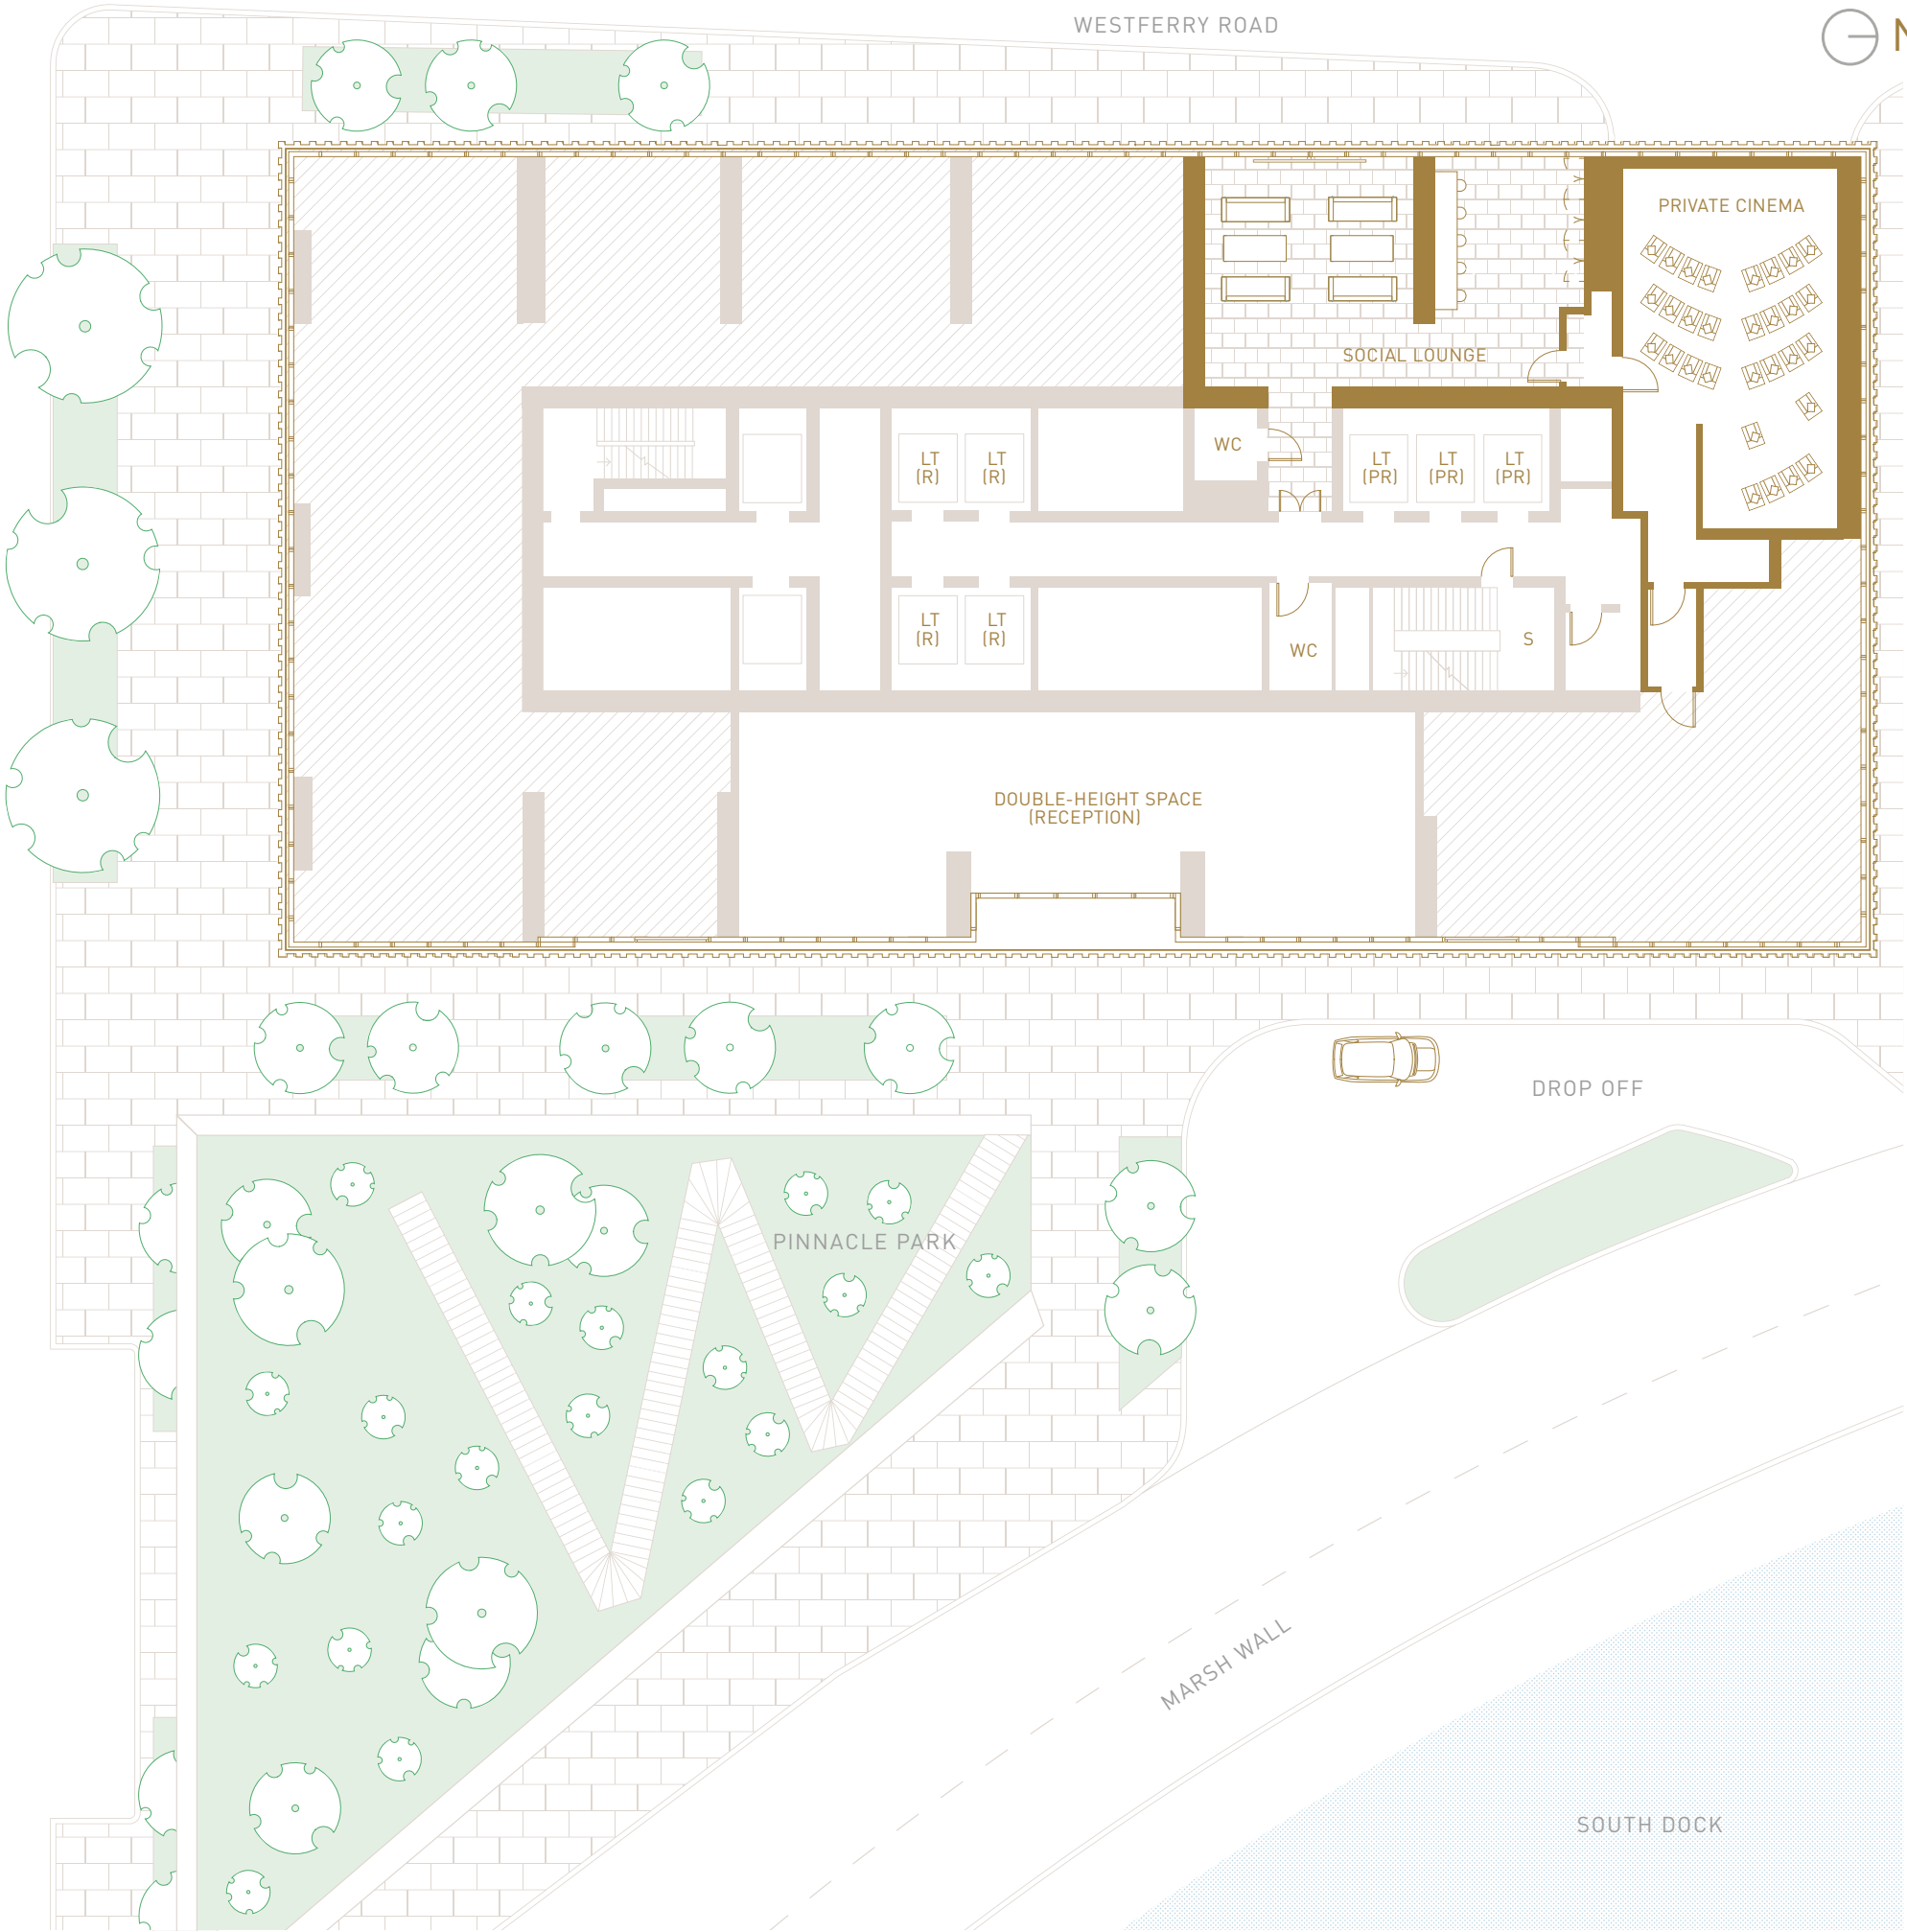 WESTFERRY ROAD
N
PRIVATE CINEMA
SOCIAL LOUNGE
WC
LT
(R)
LT
(R)
LT
(PR)
LT
(PR)
LT
(PR)
LT
(R)
LT
(R)
WC
S
DOUBLE-HEIGHT SPACE
(RECEPTION)
DROP OFF
PINNACLE PARK
MARSH WALL
SOUTH DOCK